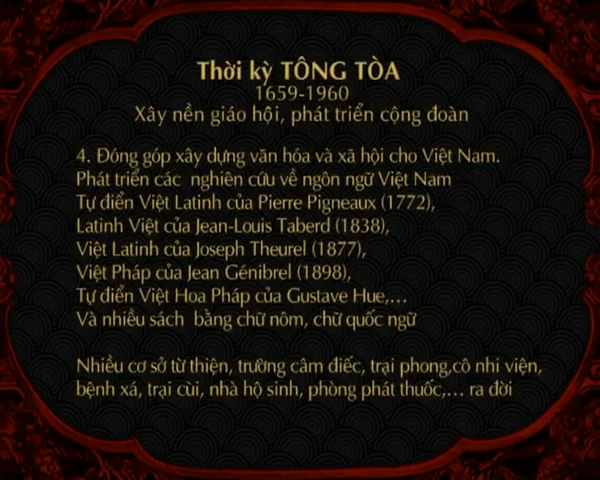 Thời kỳ TÔNG TÒA
1659-1960
Xây nền giáo hội, phát triển cộng đoàn
4. Đóng góp xây dựng văn hóa và xã hội cho Việt Nam.
Phát triển các nghiên cứu về ngôn ngữ Việt Nam
Tự điển Việt Latinh của Pierre Pigneaux (1772),
Latinh Việt của Jean-Louis Taberd (1838),
Việt Latinh của Joseph Theurel (1877),
Việt Pháp của Jean Génibrel (1898),
Tự điển Việt Hoa Pháp của Gustave Hue,...
Và nhiều sách bằng chữ nôm, chữ quốc ngữ
Nhiều cơ sở từ thiện, trường câm điếc, trại phong,cô nhi viện,
bệnh xá, trại cùi, nhà hộ sinh, phòng phát thuốc,... ra đời